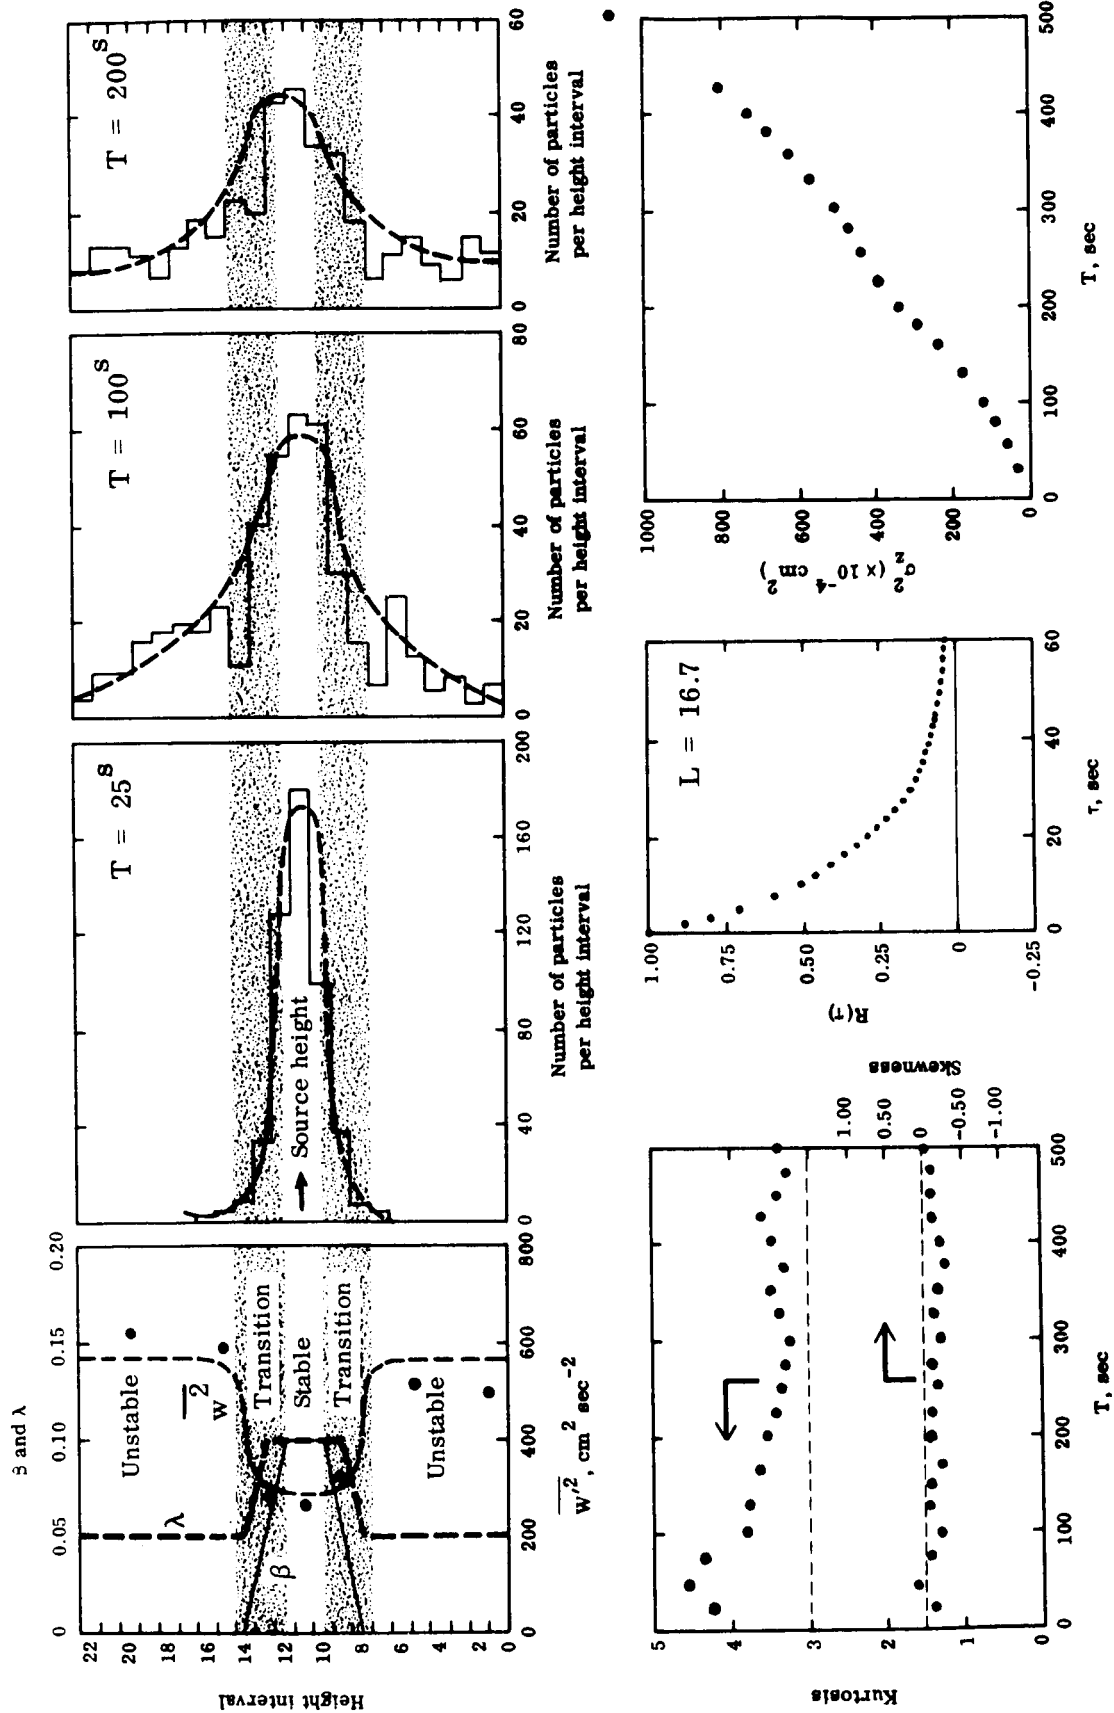 β and λ
0 0.05 0.10 0.15 0.20
Height interval
22
20
18
16
14
12
10
8
6
4
2
0
Unstable
w̅²
λ
Transition
β
Stable
Transition
Unstable
200 400 600 800
w'², cm² sec⁻²
T = 25ˢ
Source height
0 40 80 120 160 200
Number of particles
per height interval
T = 100ˢ
0 20 40 60 80
Number of particles
per height interval
T = 200ˢ
0 20 40 60
Number of particles
per height interval
Kurtosis
5
4
3
2
1
0
0 100 200 300 400 500
T, sec
Skewness
1.00
0.50
0
-0.50
-1.00
R(τ)
1.00
0.75
0.50
0.25
0
-0.25
L = 16.7
0 20 40 60
τ, sec
σ²z (× 10⁻⁴ cm²)
1000
800
600
400
200
0
0 100 200 300 400 500
T, sec